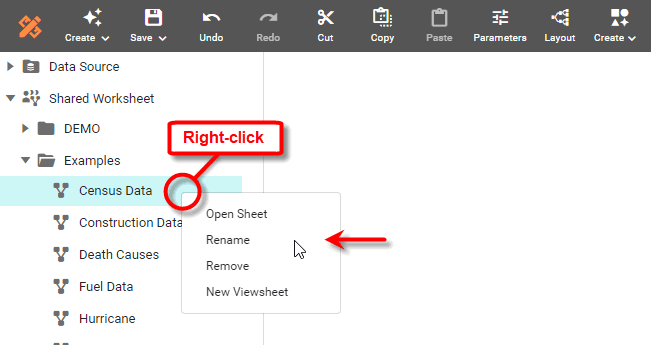 Create Save Undo Redo Cut Copy Paste Parameters Layout Create
Data Source
Shared Worksheet
DEMO
Right-click
Examples
Census Data
Open Sheet
Construction Data
Rename
Death Causes
Remove
Fuel Data
New Viewsheet
Hurricane